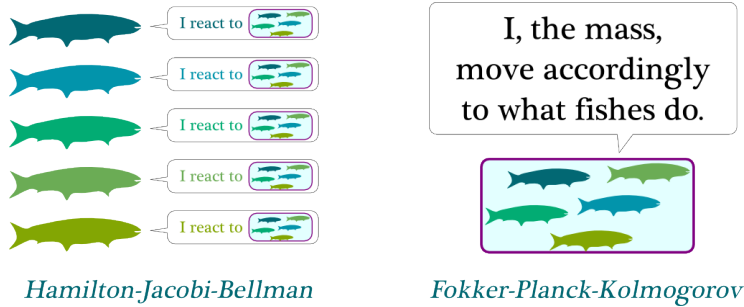 I react to
I react to
I react to
I react to
I react to
Hamilton-Jacobi-Bellman
I, the mass,
move accordingly
to what fishes do.
Fokker-Planck-Kolmogorov